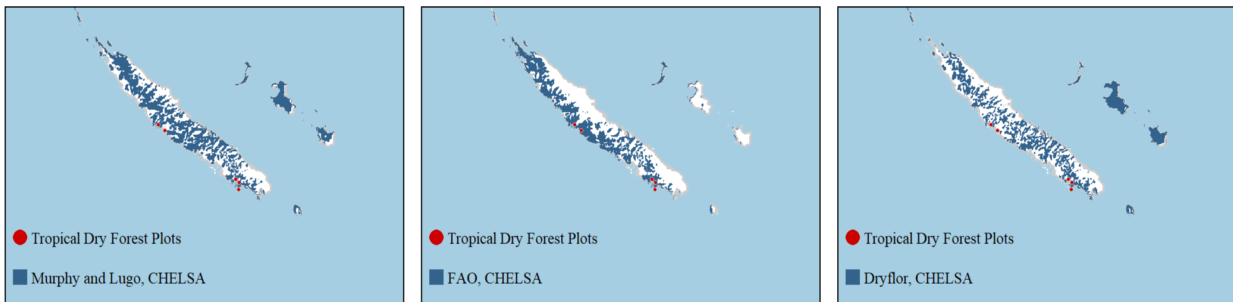 Tropical Dry Forest Plots
Murphy and Lugo, CHELSA
Tropical Dry Forest Plots
FAO, CHELSA
Tropical Dry Forest Plots
Dryflor, CHELSA